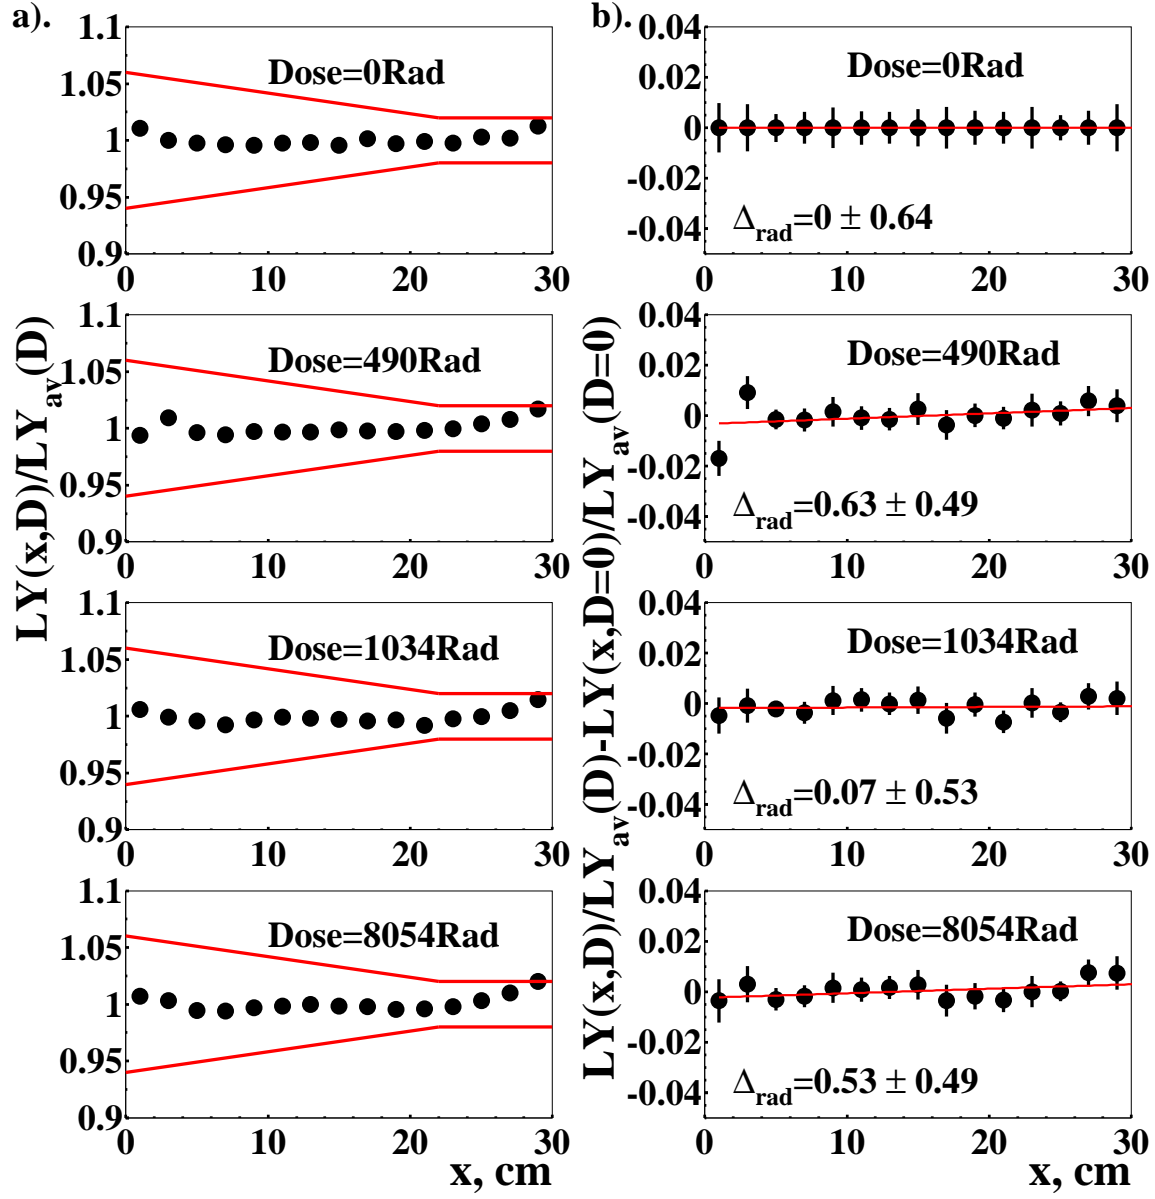 a).
LY(x,D)/LY_av(D)
1.1
1.05
1
0.95
0.9
Dose=0Rad
0 10 20 30
1.1
1.05
1
0.95
0.9
Dose=490Rad
0 10 20 30
1.1
1.05
1
0.95
0.9
Dose=1034Rad
0 10 20 30
1.1
1.05
1
0.95
0.9
Dose=8054Rad
0 10 20 30
x, cm
b).
LY(x,D)/LY_av(D)-LY(x,D=0)/LY_av(D=0)
0.04
0.02
0
-0.02
-0.04
Dose=0Rad
Δ_rad=0 ± 0.64
0 10 20 30
0.04
0.02
0
-0.02
-0.04
Dose=490Rad
Δ_rad=0.63 ± 0.49
0 10 20 30
0.04
0.02
0
-0.02
-0.04
Dose=1034Rad
Δ_rad=0.07 ± 0.53
0 10 20 30
0.04
0.02
0
-0.02
-0.04
Dose=8054Rad
Δ_rad=0.53 ± 0.49
0 10 20 30
x, cm